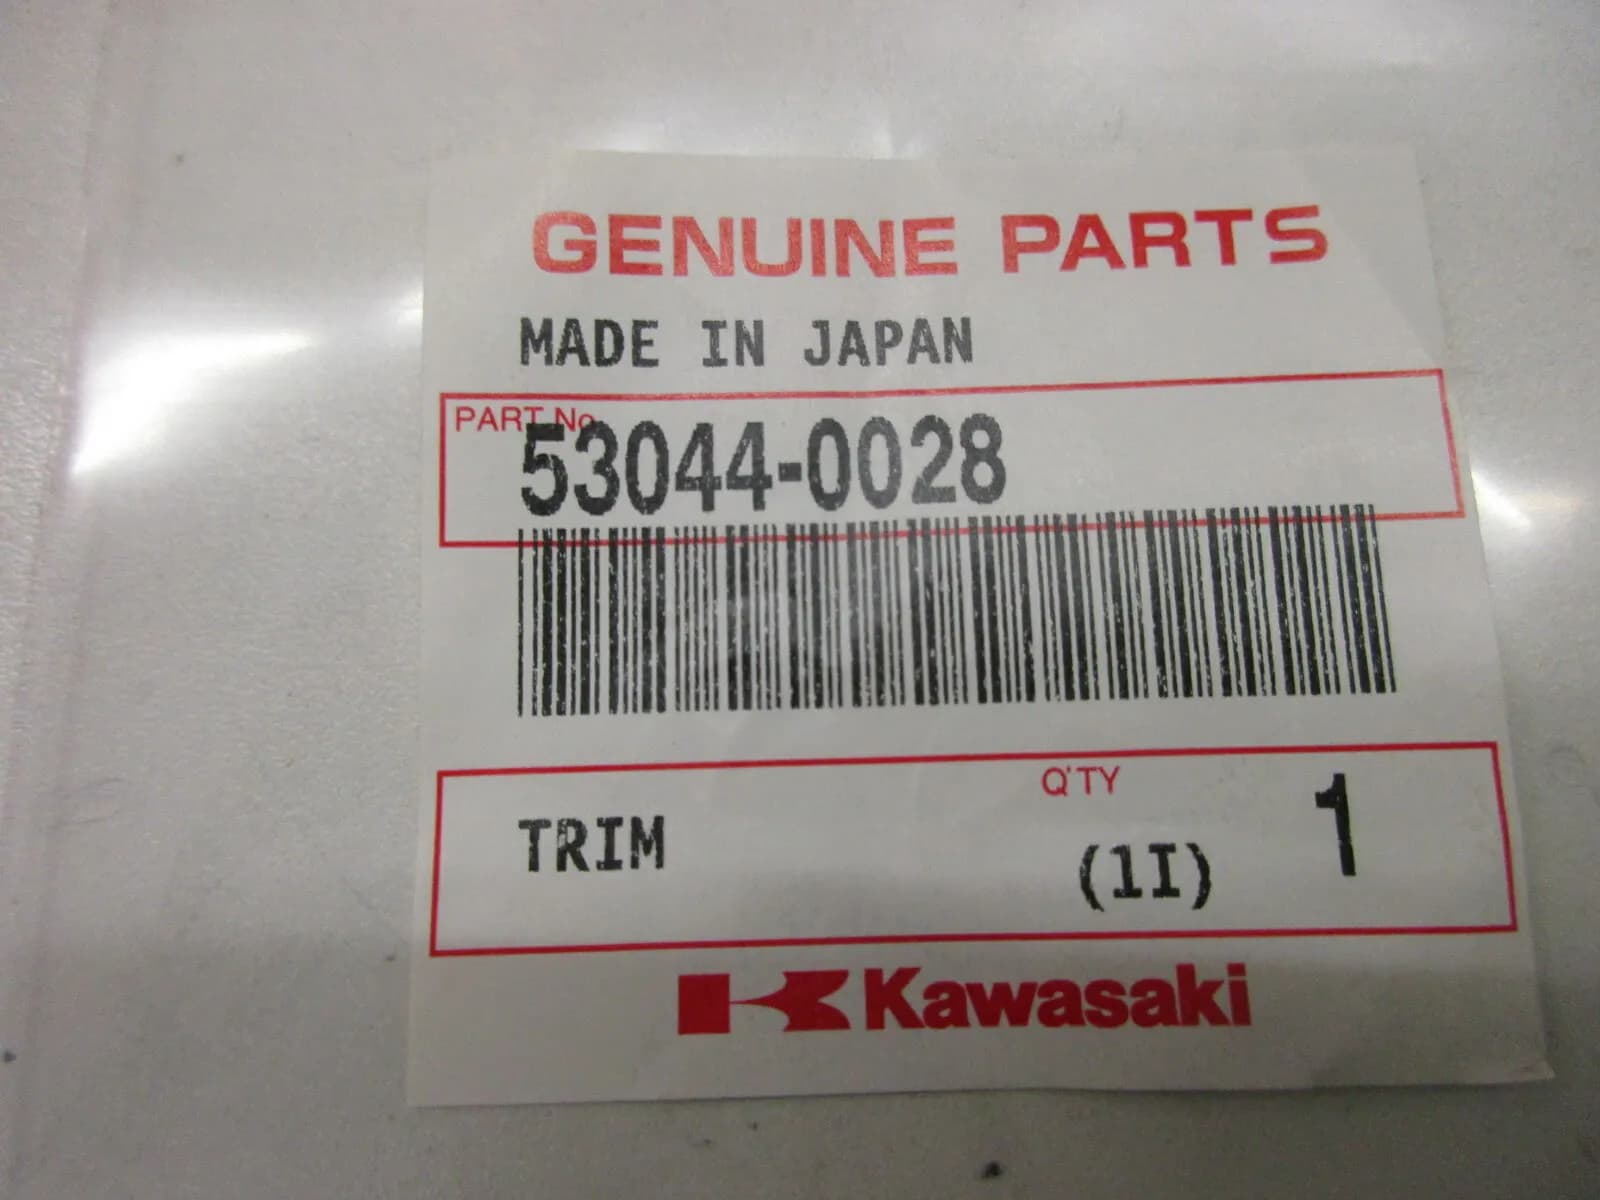 GENUINE PARTS
MADE IN JAPAN
PART No.
53044-0028
Q'TY
TRIM (1I) 1
Kawasaki